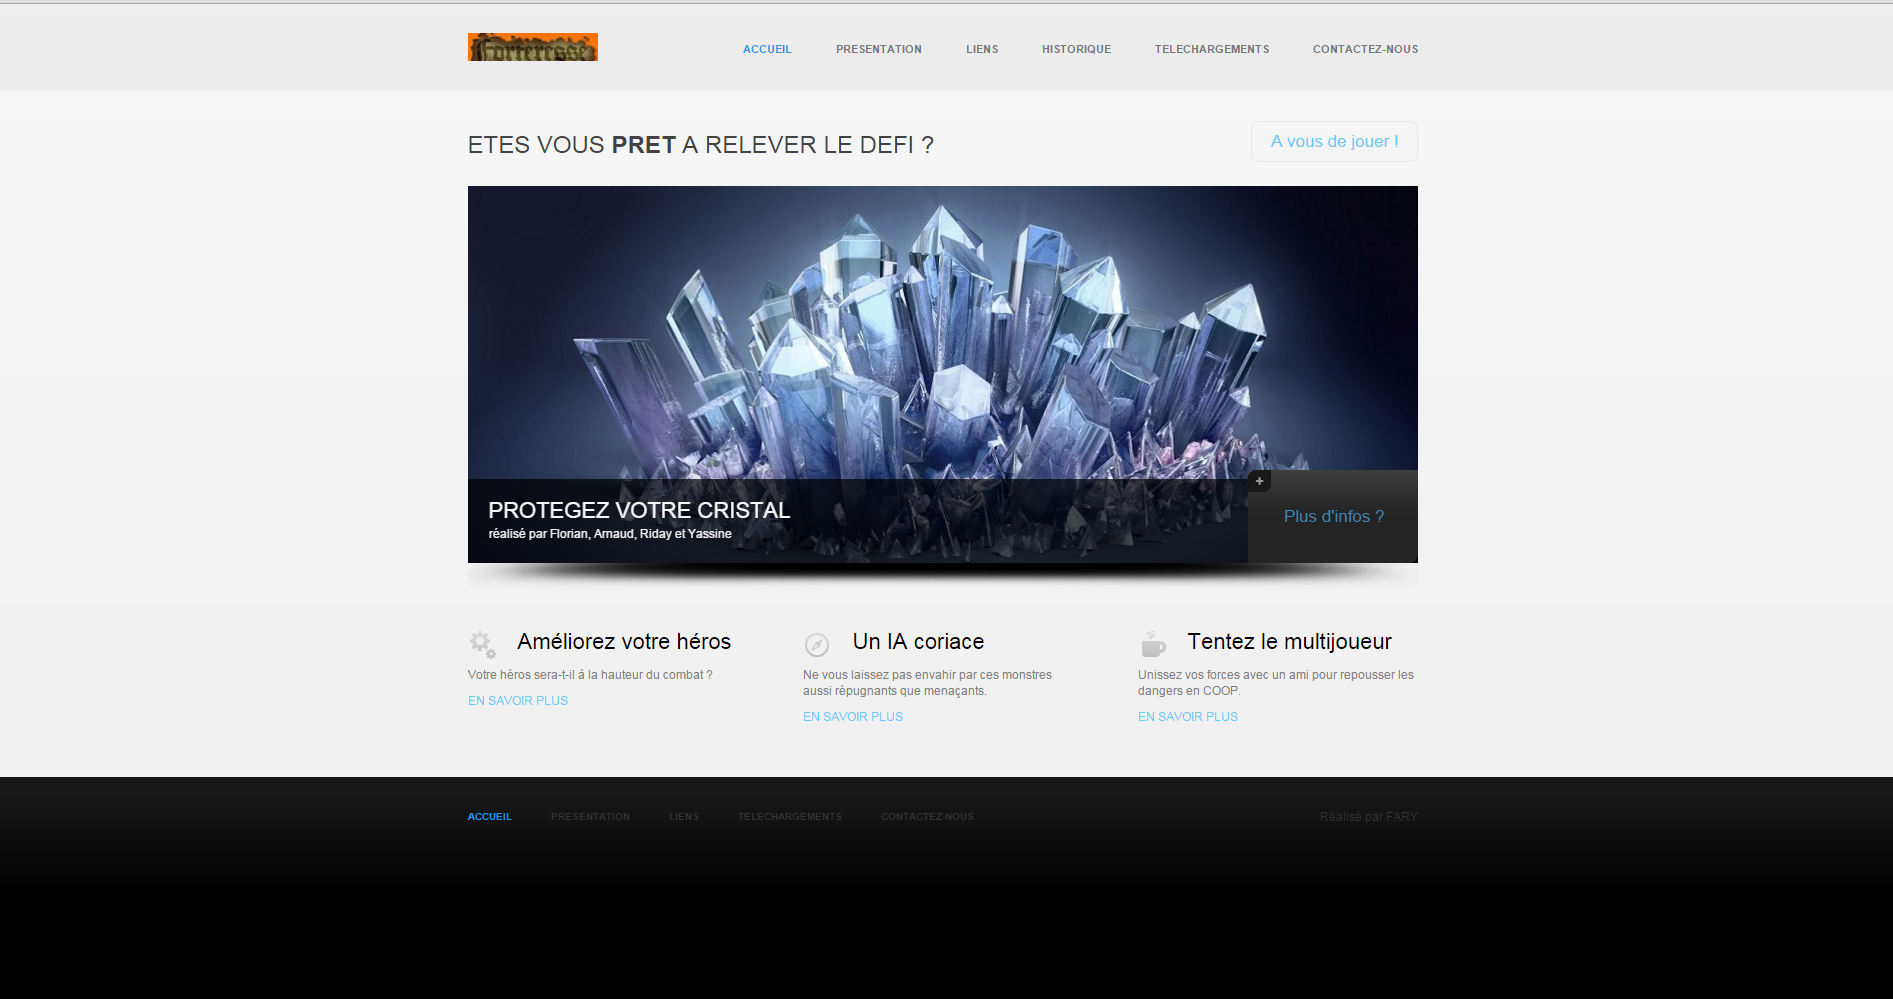 Forteresse
ACCUEIL PRESENTATION LIENS HISTORIQUE TELECHARGEMENTS CONTACTEZ-NOUS
ETES VOUS PRET A RELEVER LE DEFI ?
A vous de jouer !
PROTEGEZ VOTRE CRISTAL
réalisé par Florian, Arnaud, Riday et Yassine
+
Plus d'infos ?
Améliorez votre héros
Votre héros sera-t-il à la hauteur du combat ?
EN SAVOIR PLUS
Un IA coriace
Ne vous laissez pas envahir par ces monstres
aussi répugnants que menaçants.
EN SAVOIR PLUS
Tentez le multijoueur
Unissez vos forces avec un ami pour repousser les
dangers en COOP.
EN SAVOIR PLUS
ACCUEIL PRESENTATION LIENS TELECHARGEMENTS CONTACTEZ-NOUS
Réalisé par FARY